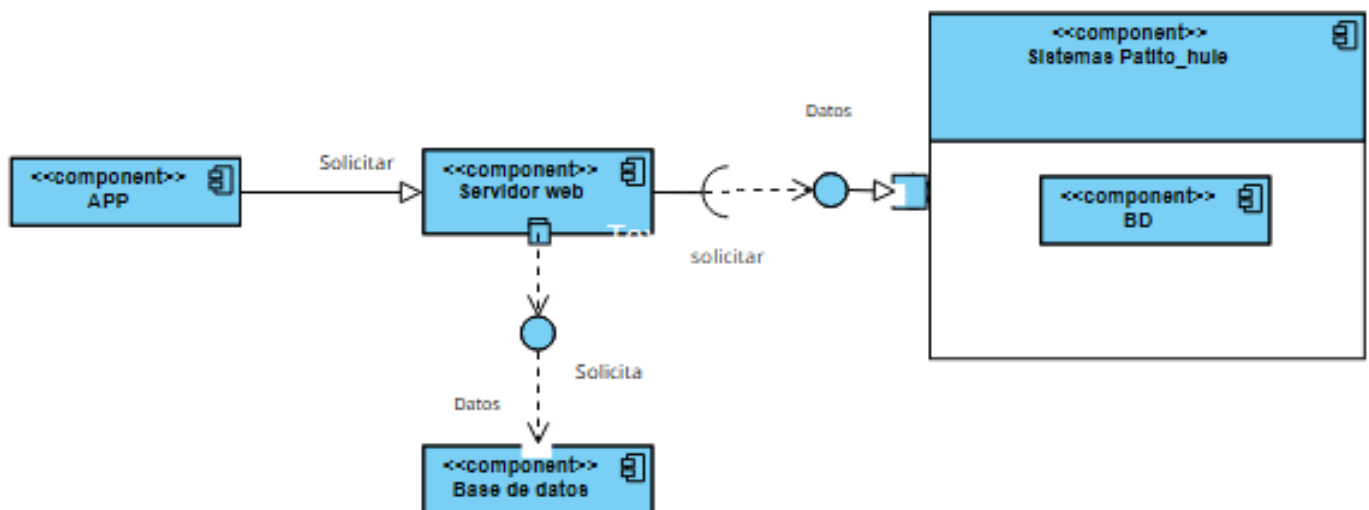 <<component>>
Sistemas Patito_hule
Datos
<<component>>
APP
Solicitar
<<component>>
Servidor web
<<component>>
BD
solicitar
Solicita
Datos
<<component>>
Base de datos